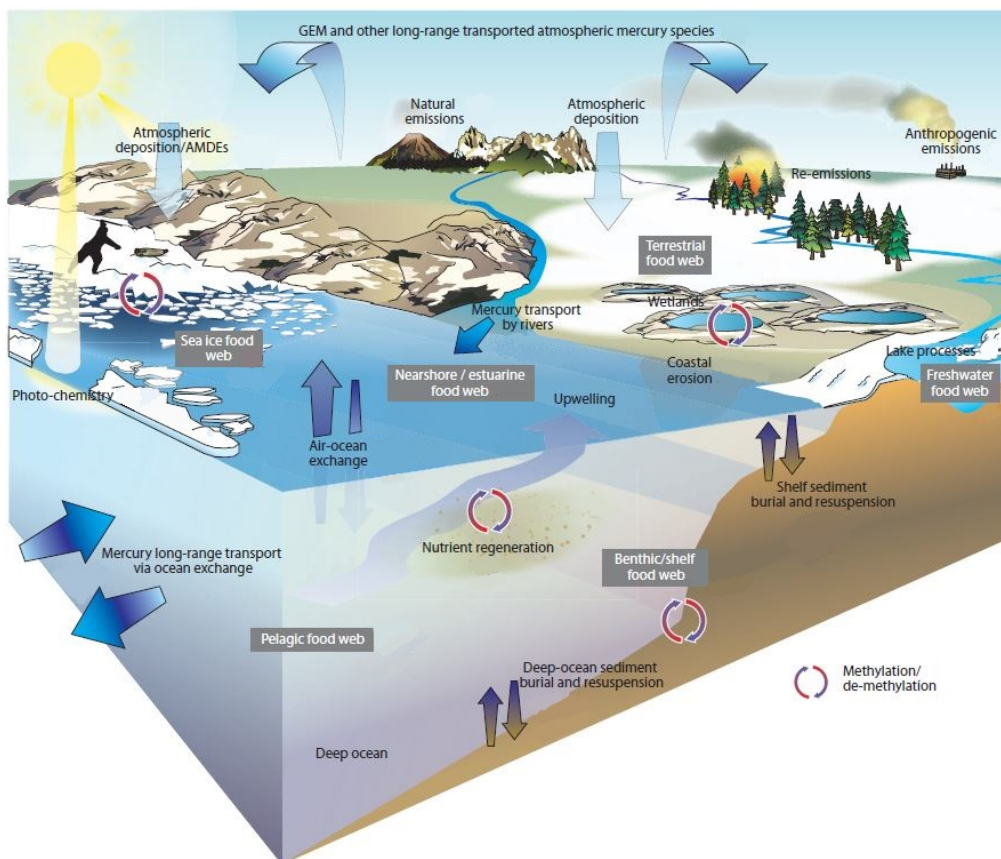 GEM and other long-range transported atmospheric mercury species
Natural
emissions
Atmospheric
deposition
Atmospheric
deposition/AMDEs
Anthropogenic
emissions
Re-emissions
Terrestrial
food web
Wetlands
Mercury transport
by rivers
Sea ice food
web
Lake processes
Nearshore / estuarine
food web
Coastal
erosion
Freshwater
food web
Photo-chemistry
Upwelling
Air-ocean
exchange
Shelf sediment
burial and resuspension
Mercury long-range transport
via ocean exchange
Nutrient regeneration
Benthic/shelf
food web
Pelagic food web
Deep-ocean sediment
burial and resuspension
Methylation/
de-methylation
Deep ocean